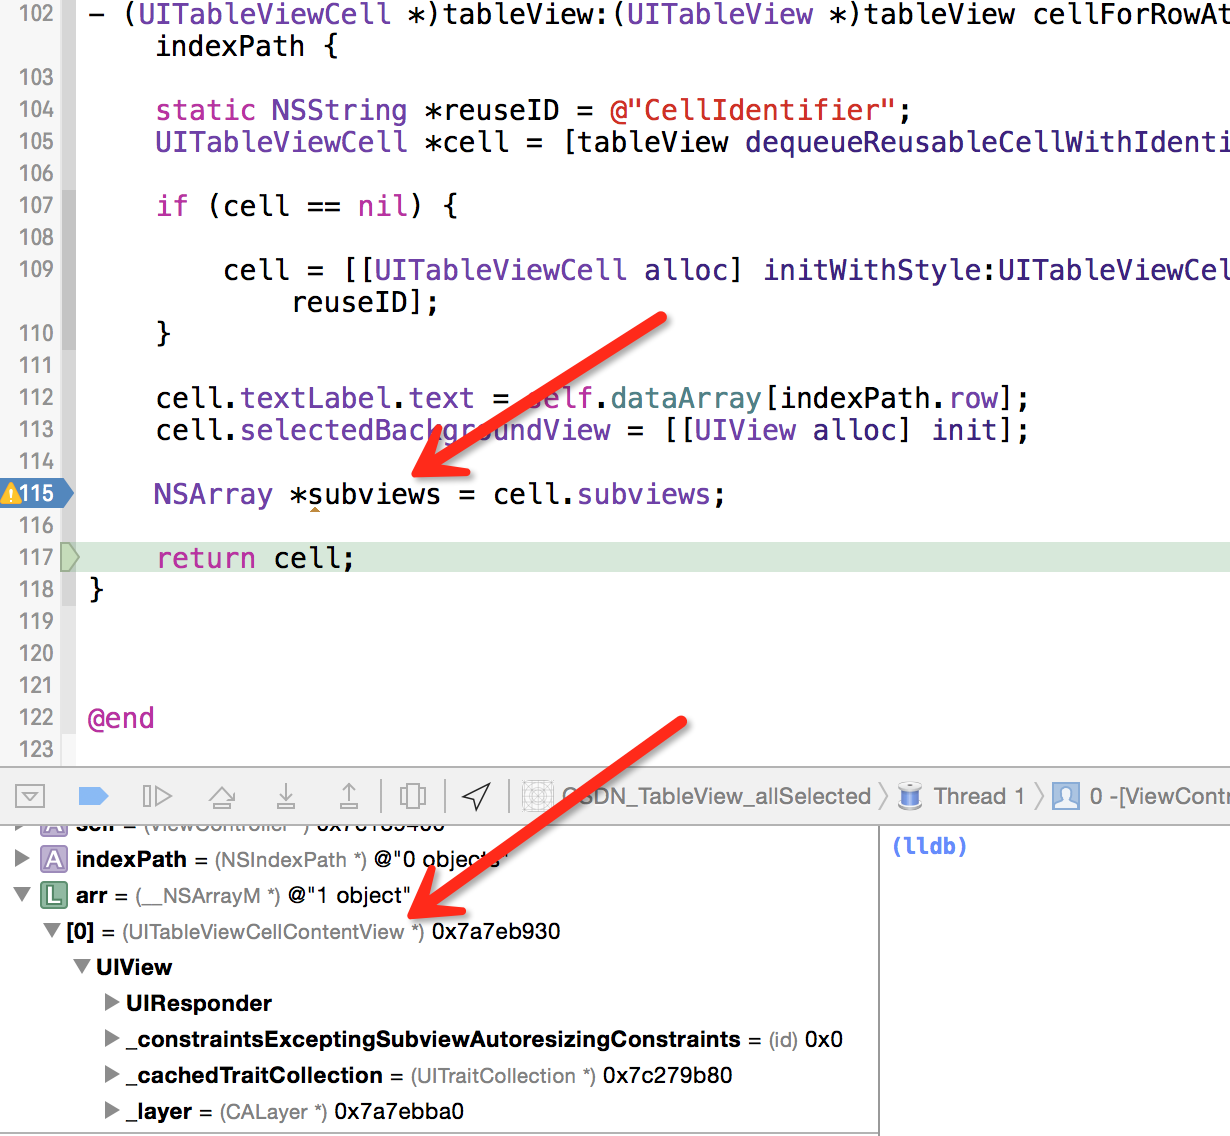 102 - (UITableViewCell *)tableView:(UITableView *)tableView cellForRowAt
indexPath {
103
104 static NSString *reuseID = @"CellIdentifier";
105 UITableViewCell *cell = [tableView dequeueReusableCellWithIdenti
106
107 if (cell == nil) {
108
109 cell = [[UITableViewCell alloc] initWithStyle:UITableViewCel
reuseID];
110 }
111
112 cell.textLabel.text = self.dataArray[indexPath.row];
113 cell.selectedBackgroundView = [[UIView alloc] init];
114
115 NSArray *subviews = cell.subviews;
116
117 return cell;
118 }
119
120
121
122 @end
123
CSDN_TableView_allSelected Thread 1 0 -[ViewContr
A self = (ViewController *)
A indexPath = (NSIndexPath *) @"0 objects"
L arr = (__NSArrayM *) @"1 object"
[0] = (UITableViewCellContentView *) 0x7a7eb930
UIView
UIResponder
_constraintsExceptingSubviewAutoresizingConstraints = (id) 0x0
_cachedTraitCollection = (UITraitCollection *) 0x7c279b80
_layer = (CALayer *) 0x7a7ebba0
(lldb)